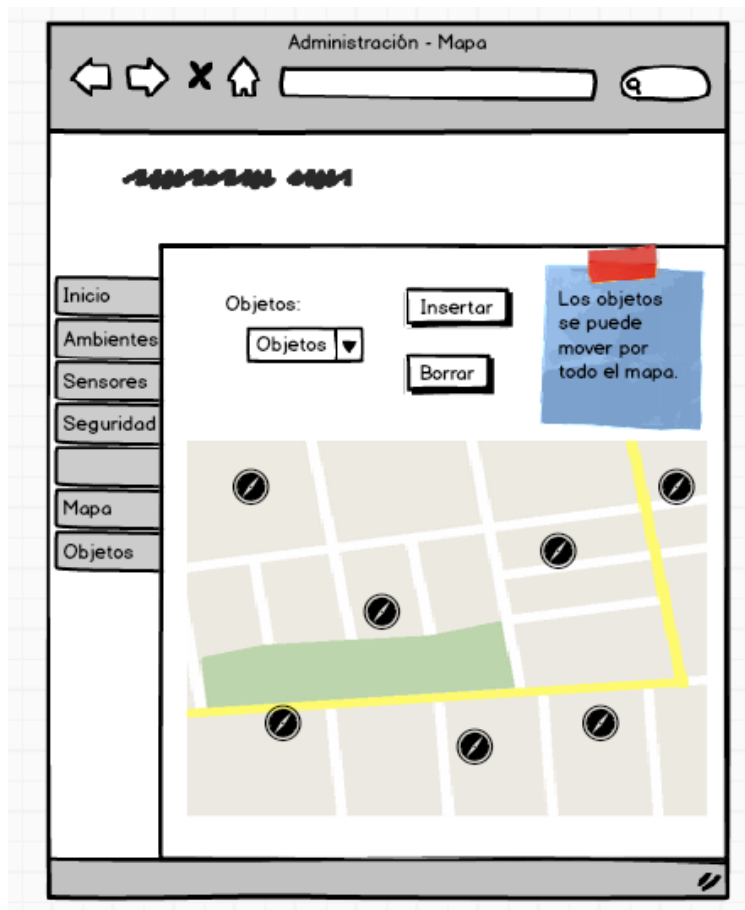 Administración - Mapa
Inicio
Ambientes
Sensores
Seguridad
Mapa
Objetos
Objetos:
Objetos
Insertar
Borrar
Los objetos
se puede
mover por
todo el mapa.